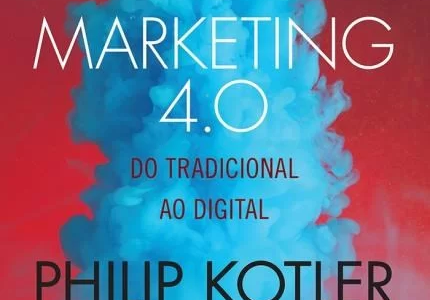 MARKETING
4.0
DO TRADICIONAL
AO DIGITAL
PHILIP KOTLER